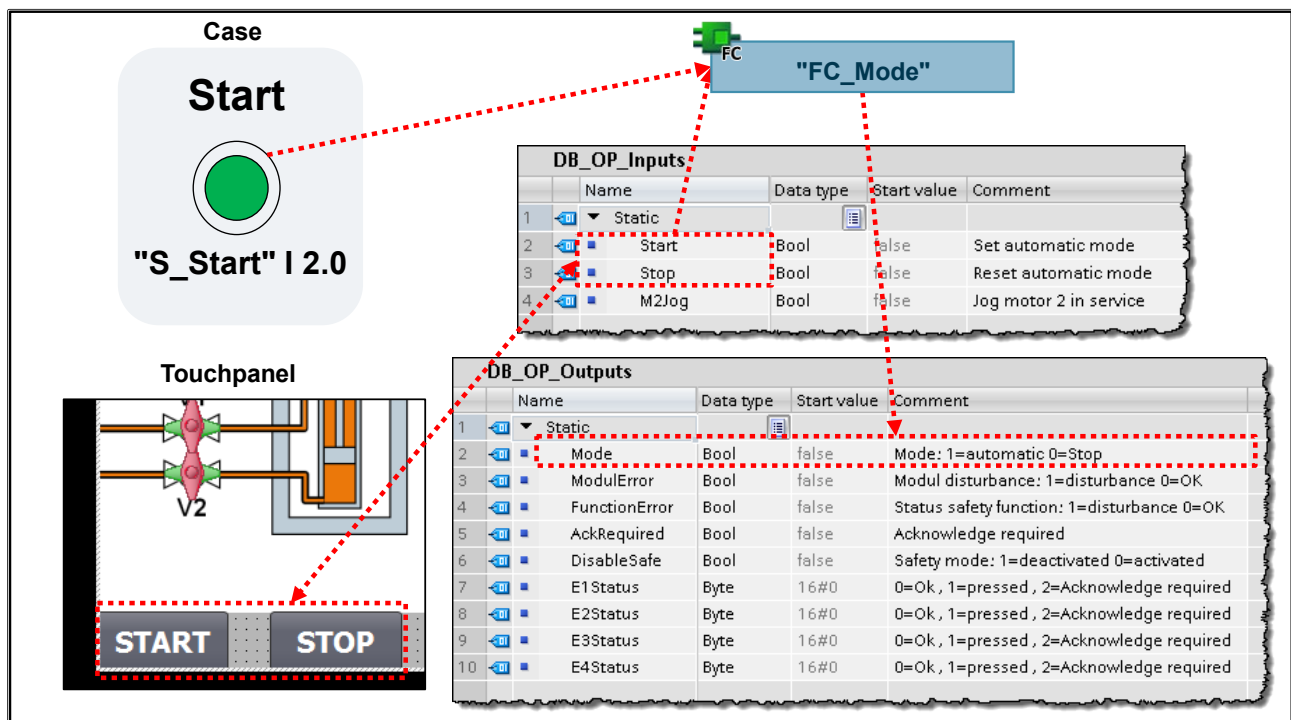 Case
Start
"S_Start" I 2.0
FC
"FC_Mode"
DB_OP_Inputs
Name Data type Start value Comment
1 Static
2 Start Bool false Set automatic mode
3 Stop Bool false Reset automatic mode
4 M2Jog Bool false Jog motor 2 in service
Touchpanel
V2
START STOP
DB_OP_Outputs
Name Data type Start value Comment
1 Static
2 Mode Bool false Mode: 1=automatic 0=Stop
3 ModulError Bool false Modul disturbance: 1=disturbance 0=OK
4 FunctionError Bool false Status safety function: 1=disturbance 0=OK
5 AckRequired Bool false Acknowledge required
6 DisableSafe Bool false Safety mode: 1=deactivated 0=activated
7 E1Status Byte 16#0 0=Ok, 1=pressed, 2=Acknowledge required
8 E2Status Byte 16#0 0=Ok, 1=pressed, 2=Acknowledge required
9 E3Status Byte 16#0 0=Ok, 1=pressed, 2=Acknowledge required
10 E4Status Byte 16#0 0=Ok, 1=pressed, 2=Acknowledge required